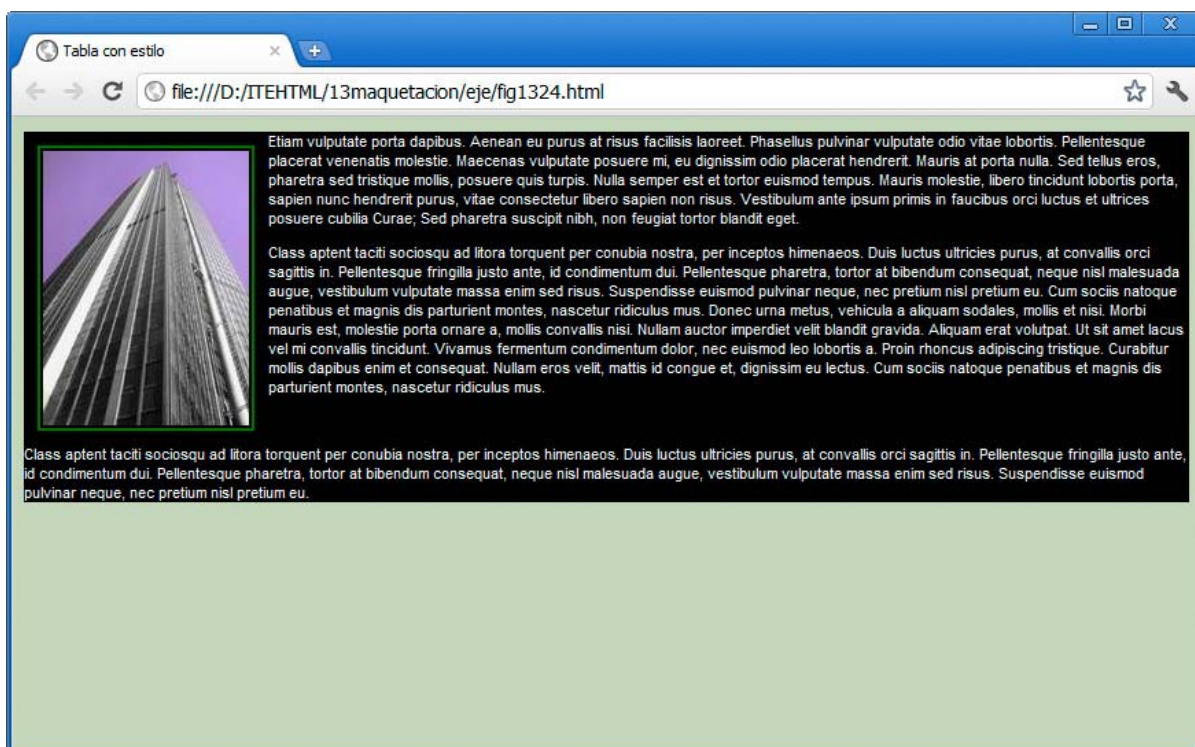 Tabla con estilo
file:///D:/ITEHTML/13maquetacion/eje/fig1324.html
Etiam vulputate porta dapibus. Aenean eu purus at risus facilisis laoreet. Phasellus pulvinar vulputate odio vitae lobortis. Pellentesque
placerat venenatis molestie. Maecenas vulputate posuere mi, eu dignissim odio placerat hendrerit. Mauris at porta nulla. Sed tellus eros,
pharetra sed tristique mollis, posuere quis turpis. Nulla semper est et tortor euismod tempus. Mauris molestie, libero tincidunt lobortis porta,
sapien nunc hendrerit purus, vitae consectetur libero sapien non risus. Vestibulum ante ipsum primis in faucibus orci luctus et ultrices
posuere cubilia Curae; Sed pharetra suscipit nibh, non feugiat tortor blandit eget.
Class aptent taciti sociosqu ad litora torquent per conubia nostra, per inceptos himenaeos. Duis luctus ultricies purus, at convallis orci
sagittis in. Pellentesque fringilla justo ante, id condimentum dui. Pellentesque pharetra, tortor at bibendum consequat, neque nisl malesuada
augue, vestibulum vulputate massa enim sed risus. Suspendisse euismod pulvinar neque, nec pretium nisl pretium eu. Cum sociis natoque
penatibus et magnis dis parturient montes, nascetur ridiculus mus. Donec urna metus, vehicula a aliquam sodales, mollis et nisi. Morbi
mauris est, molestie porta ornare a, mollis convallis nisi. Nullam auctor imperdiet velit blandit gravida. Aliquam erat volutpat. Ut sit amet lacus
vel mi convallis tincidunt. Vivamus fermentum condimentum dolor, nec euismod leo lobortis a. Proin rhoncus adipiscing tristique. Curabitur
mollis dapibus enim et consequat. Nullam eros velit, mattis id congue et, dignissim eu lectus. Cum sociis natoque penatibus et magnis dis
parturient montes, nascetur ridiculus mus.
Class aptent taciti sociosqu ad litora torquent per conubia nostra, per inceptos himenaeos. Duis luctus ultricies purus, at convallis orci sagittis in. Pellentesque fringilla justo ante,
id condimentum dui. Pellentesque pharetra, tortor at bibendum consequat, neque nisl malesuada augue, vestibulum vulputate massa enim sed risus. Suspendisse euismod
pulvinar neque, nec pretium nisl pretium eu.